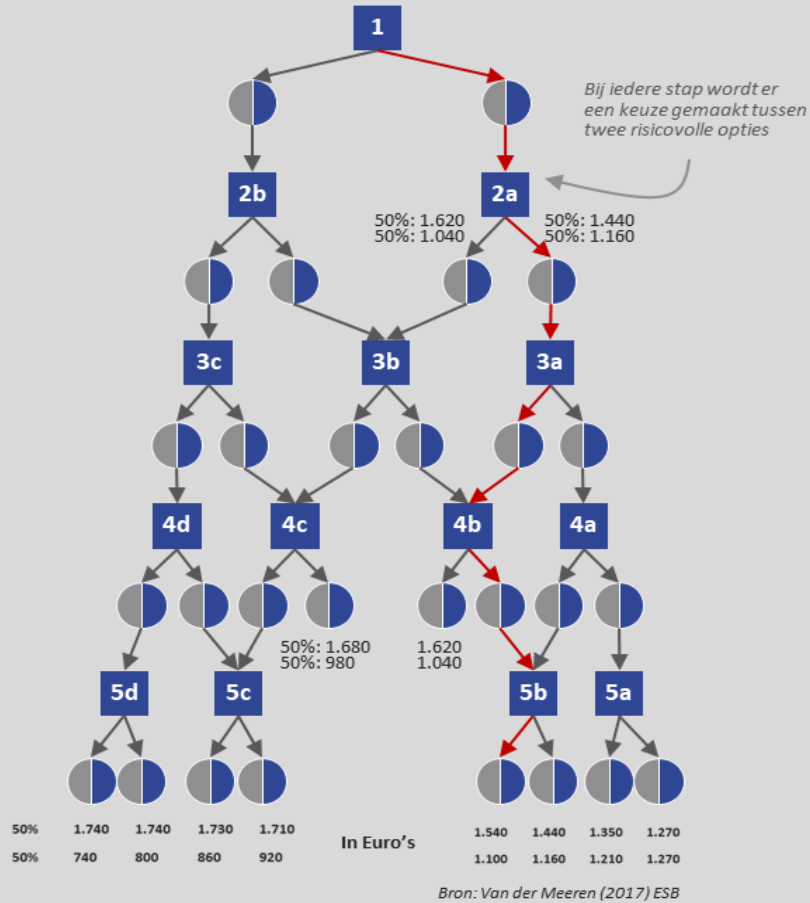 1
Bij iedere stap wordt er
een keuze gemaakt tussen
twee risicovolle opties
2b
2a
50%: 1.620
50%: 1.040
50%: 1.440
50%: 1.160
3c
3b
3a
4d
4c
4b
4a
50%: 1.680
50%: 980
1.620
1.040
5d
5c
5b
5a
50% 1.740 1.740 1.730 1.710 1.540 1.440 1.350 1.270
In Euro's
50% 740 800 860 920 1.100 1.160 1.210 1.270
Bron: Van der Meeren (2017) ESB